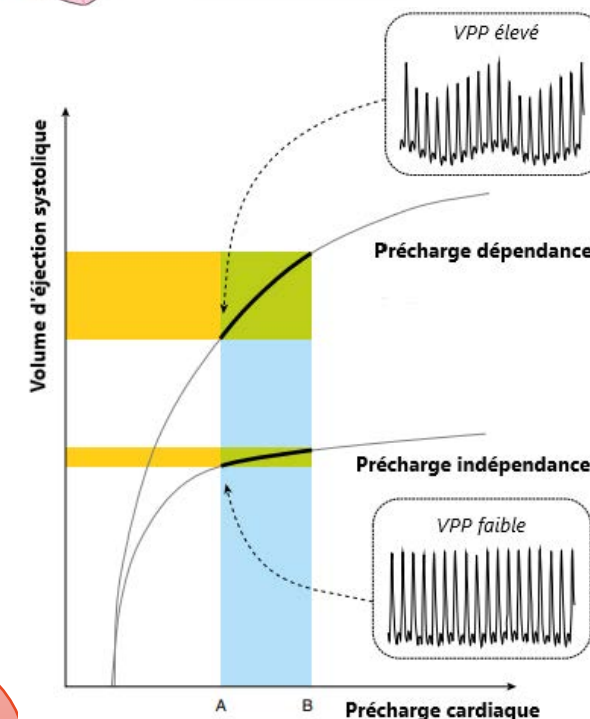 VPP élevé
Volume d'éjection systolique
Précharge dépendance
Précharge indépendance
VPP faible
A
B
Précharge cardiaque